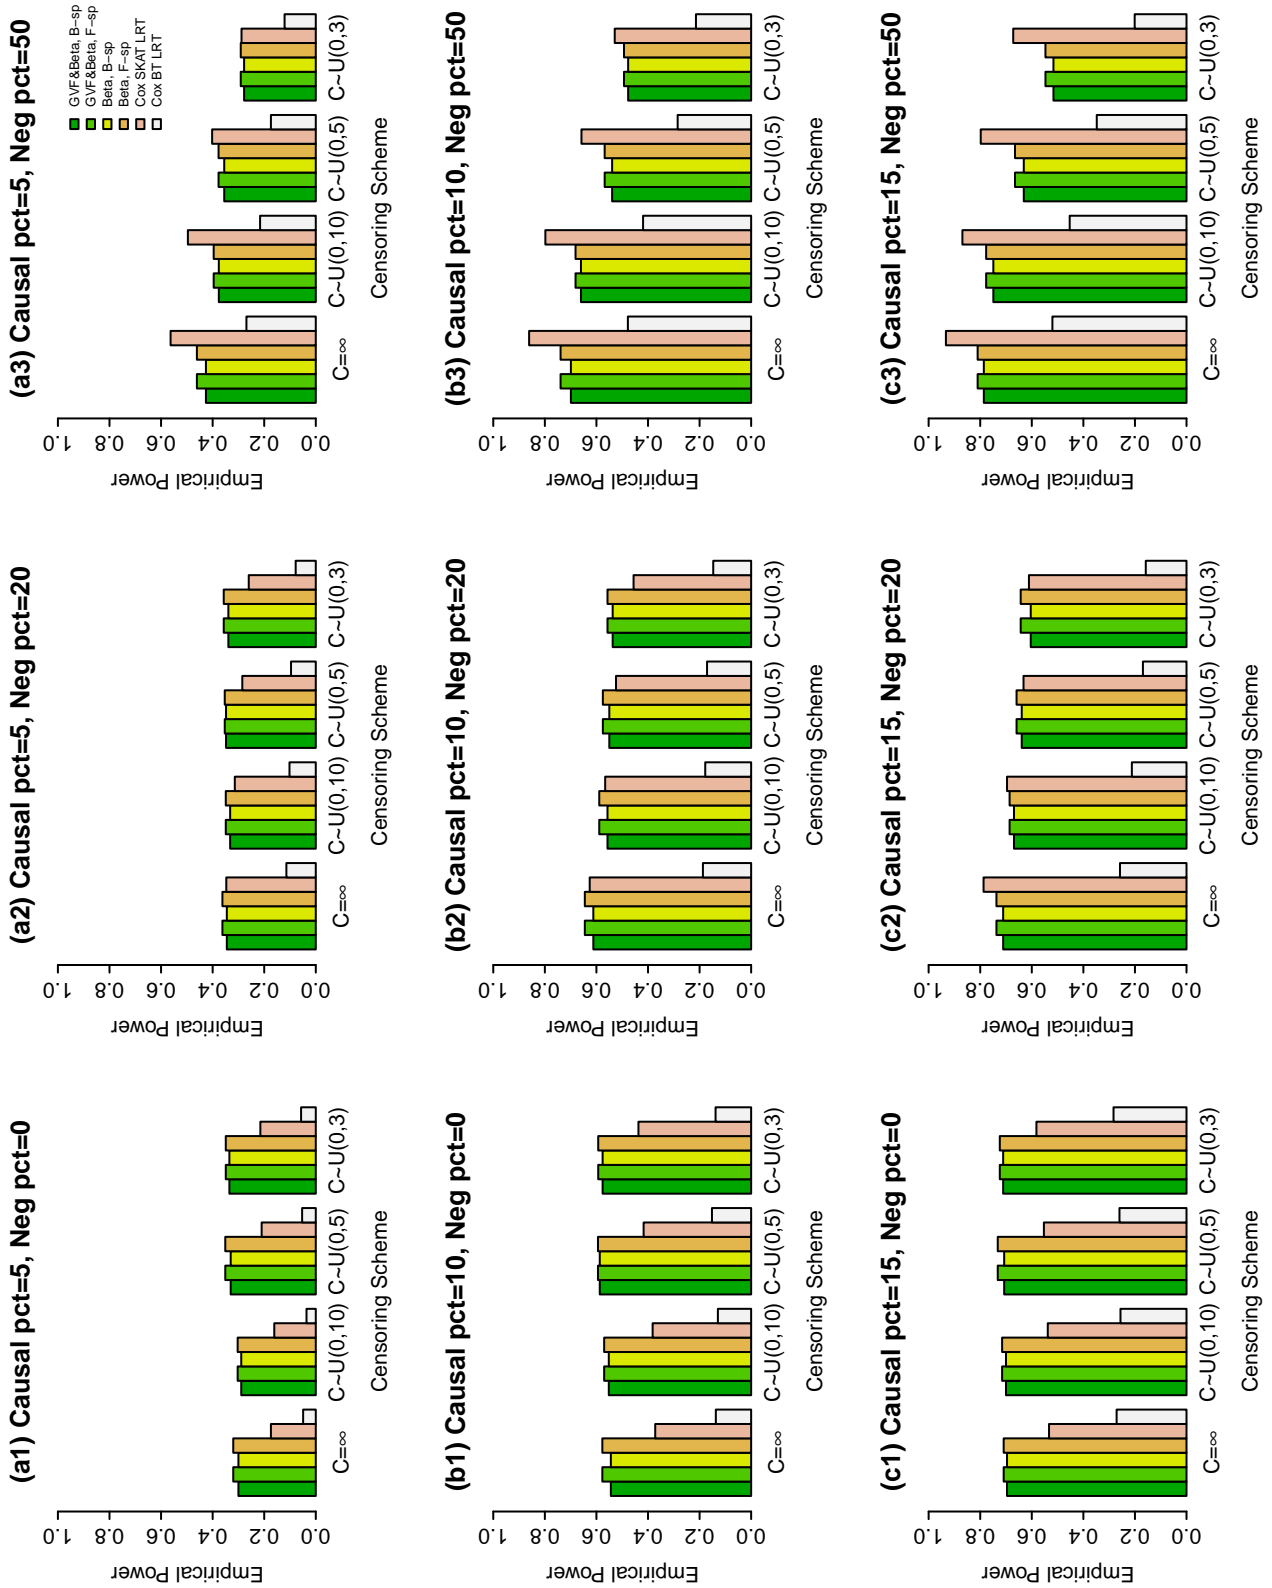 (a1) Causal pct=5, Neg pct=0
Empirical Power
0.0 0.2 0.4 0.6 0.8 1.0
C=∞ C~U(0,10) C~U(0,5) C~U(0,3)
Censoring Scheme
(a2) Causal pct=5, Neg pct=20
Empirical Power
0.0 0.2 0.4 0.6 0.8 1.0
C=∞ C~U(0,10) C~U(0,5) C~U(0,3)
Censoring Scheme
(a3) Causal pct=5, Neg pct=50
Empirical Power
0.0 0.2 0.4 0.6 0.8 1.0
C=∞ C~U(0,10) C~U(0,5) C~U(0,3)
Censoring Scheme
GVF&Beta, B-sp
GVF&Beta, F-sp
Beta, B-sp
Beta, F-sp
Cox SKAT LRT
Cox BT LRT
(b1) Causal pct=10, Neg pct=0
Empirical Power
0.0 0.2 0.4 0.6 0.8 1.0
C=∞ C~U(0,10) C~U(0,5) C~U(0,3)
Censoring Scheme
(b2) Causal pct=10, Neg pct=20
Empirical Power
0.0 0.2 0.4 0.6 0.8 1.0
C=∞ C~U(0,10) C~U(0,5) C~U(0,3)
Censoring Scheme
(b3) Causal pct=10, Neg pct=50
Empirical Power
0.0 0.2 0.4 0.6 0.8 1.0
C=∞ C~U(0,10) C~U(0,5) C~U(0,3)
Censoring Scheme
(c1) Causal pct=15, Neg pct=0
Empirical Power
0.0 0.2 0.4 0.6 0.8 1.0
C=∞ C~U(0,10) C~U(0,5) C~U(0,3)
Censoring Scheme
(c2) Causal pct=15, Neg pct=20
Empirical Power
0.0 0.2 0.4 0.6 0.8 1.0
C=∞ C~U(0,10) C~U(0,5) C~U(0,3)
Censoring Scheme
(c3) Causal pct=15, Neg pct=50
Empirical Power
0.0 0.2 0.4 0.6 0.8 1.0
C=∞ C~U(0,10) C~U(0,5) C~U(0,3)
Censoring Scheme